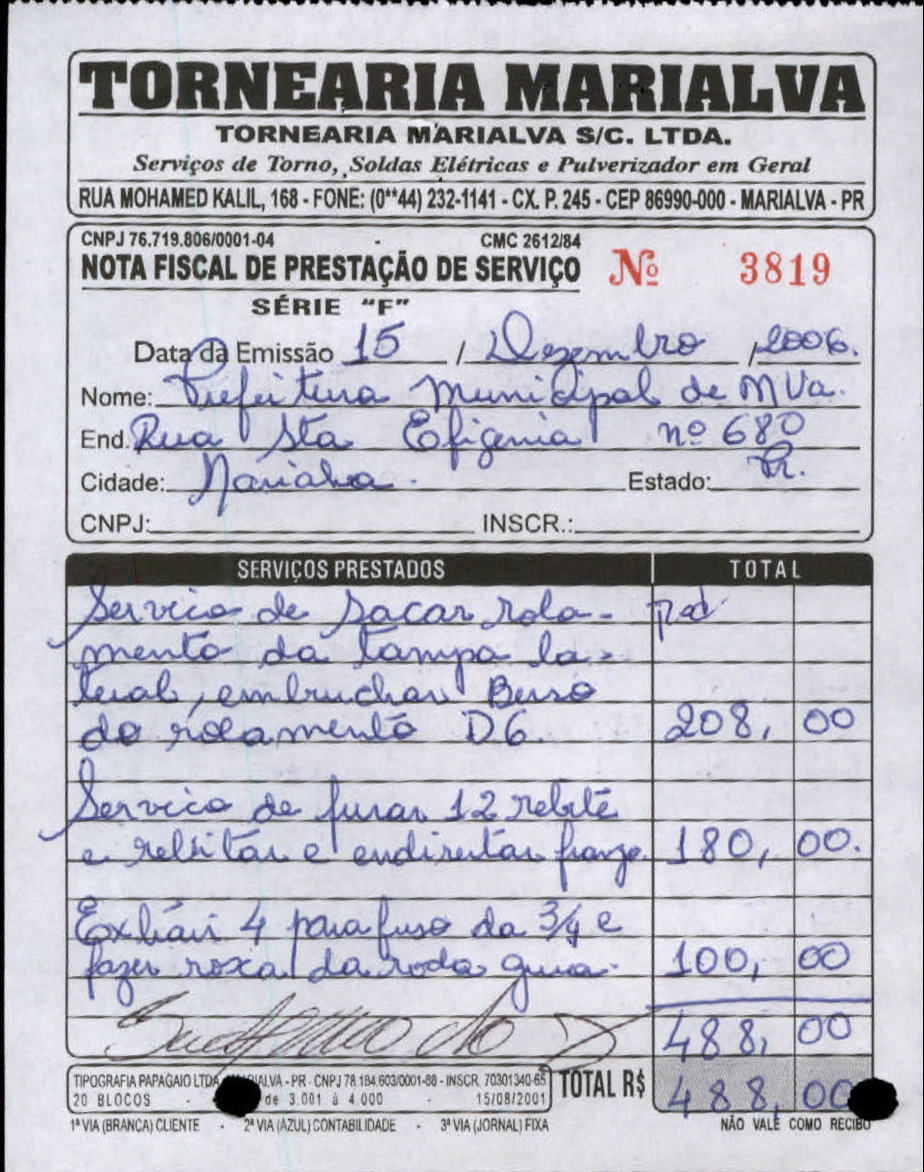 TORNEARIA MARIALVA
TORNEARIA MARIALVA S/C. LTDA.
Serviços de Torno, Soldas Elétricas e Pulverizador em Geral
RUA MOHAMED KALIL, 168 - FONE: (0**44) 232-1141 - CX. P. 245 - CEP 86990-000 - MARIALVA - PR
CNPJ 76.719.806/0001-04 - CMC 2612/84
NOTA FISCAL DE PRESTAÇÃO DE SERVIÇO Nº 3819
SÉRIE "F"
Data da Emissão 15 / Dezembro / 2006.
Nome: Prefeitura Municipal de MVa.
End. Rua Sta Efigenia nº 680
Cidade: Marialva. Estado: Pr.
CNPJ: INSCR.:
SERVIÇOS PRESTADOS TOTAL
Servico de sacar rola-
mento da tampa la-
teral, embruchar Berso
do rolamento D6. 208, 00
Servico de furar 12 rebite
e rebitar e endireitar 180, 00.
4 parafuso da 3/4 e
fazer roxca da roda guia. 100, 00
488, 00
TOTAL R$ 488, 00
TIPOGRAFIA PAPAGAIO LTDA - PR - CNPJ 78.184.603/0001-88 - INSCR. 70301340-65
20 BLOCOS - de 3.001 à 4.000 - 15/08/2001
1ª VIA (BRANCA) CLIENTE - 2ª VIA (AZUL) CONTABILIDADE - 3ª VIA (JORNAL) FIXA
NÃO VALE COMO RECIBO